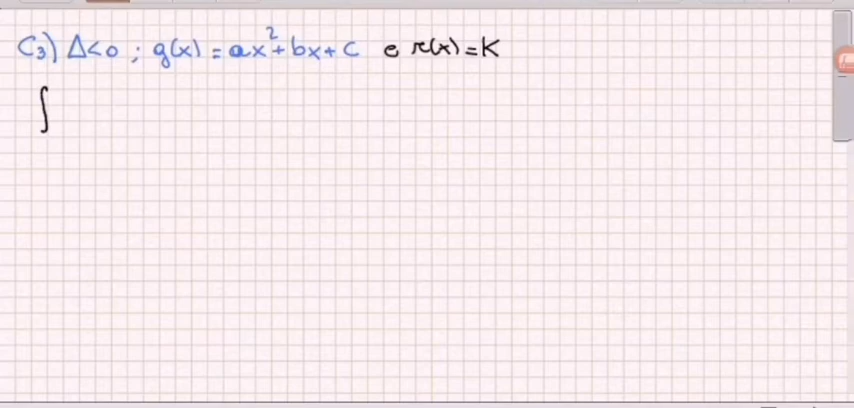 C₃) Δ<0 ; g(x) = ax²+bx+c e r(x)=K
∫